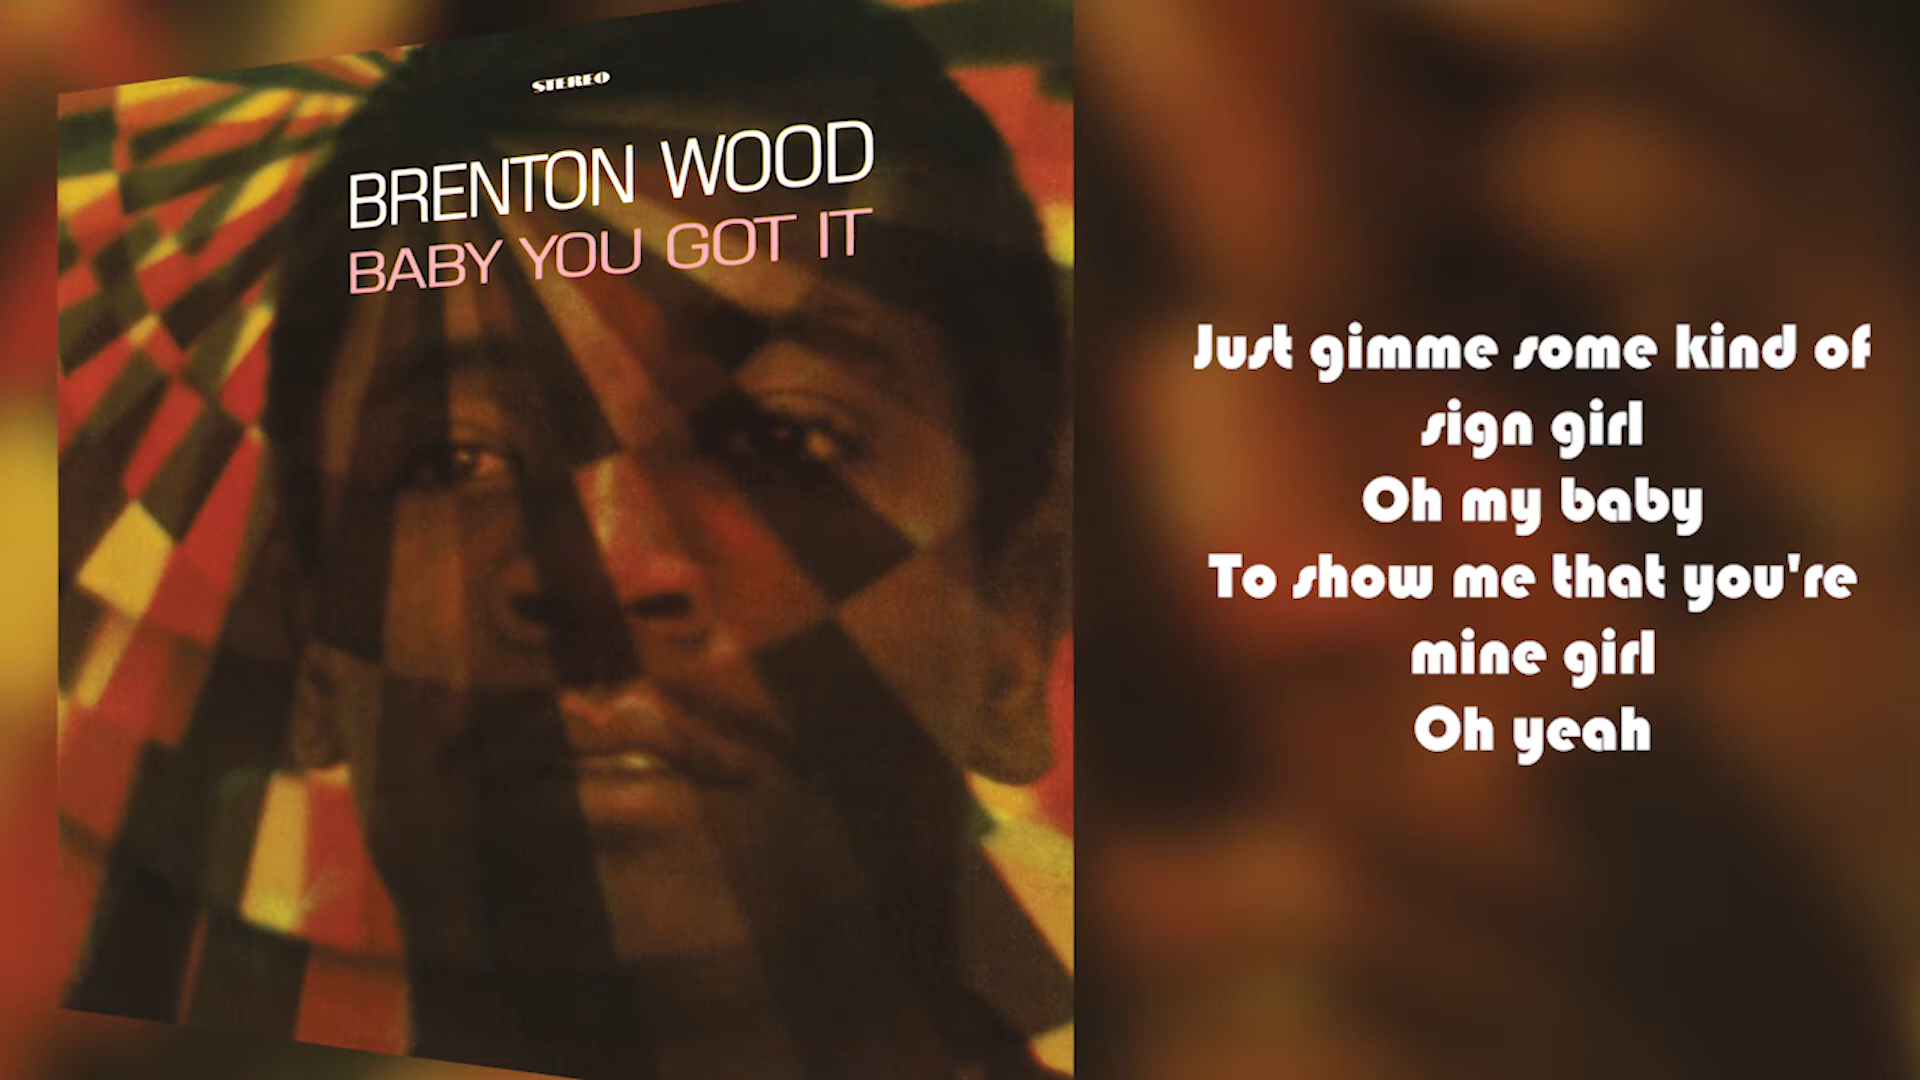 STEREO
BRENTON WOOD
BABY YOU GOT IT
Just gimme some kind of
sign girl
Oh my baby
To show me that you're
mine girl
Oh yeah